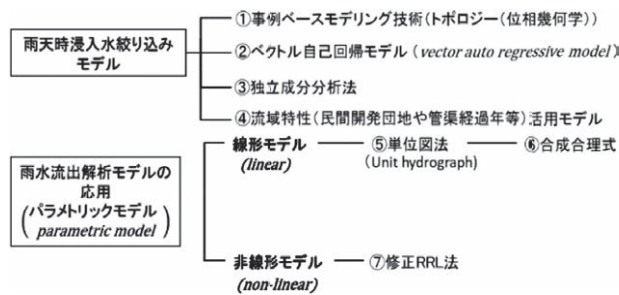 ①事例ベースモデリング技術(トポロジー(位相幾何学))
雨天時浸入水絞り込み
モデル
②ベクトル自己回帰モデル(vector auto regressive model)
③独立成分分析法
④流域特性(民間開発団地や管渠経過年等)活用モデル
雨水流出解析モデルの
応用
(パラメトリックモデル
parametric model)
線形モデル
(linear)
⑤単位図法
(Unit hydrograph)
⑥合成合理式
非線形モデル
(non-linear)
⑦修正RRL法